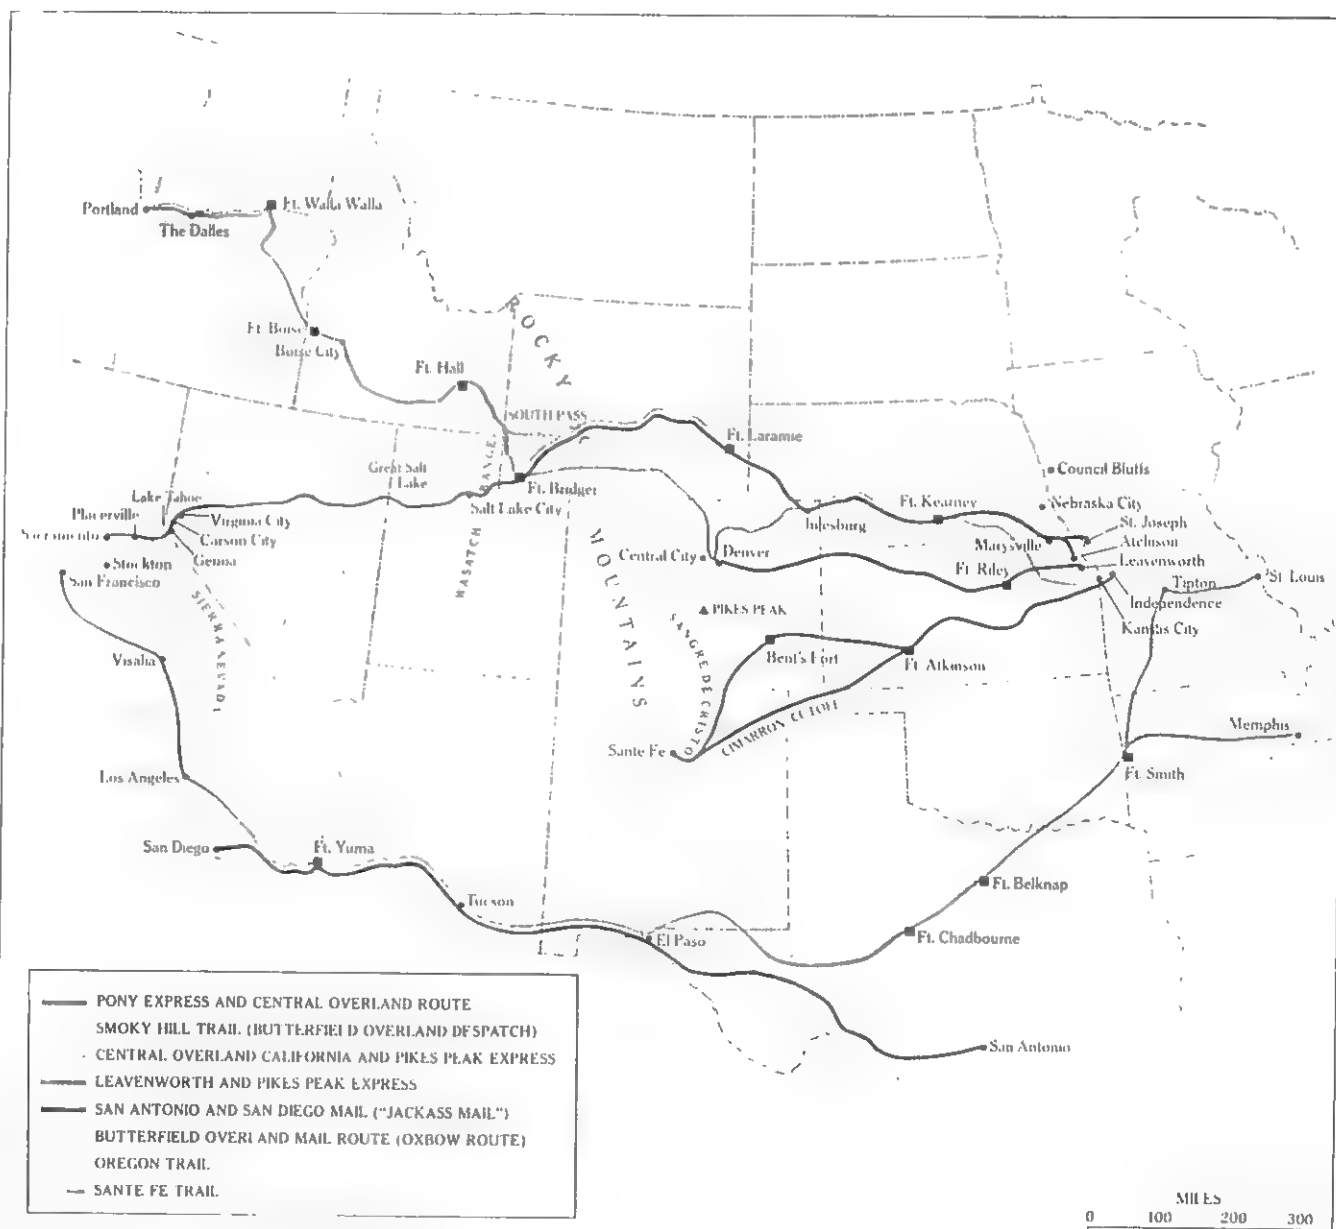 Portland
The Dalles
Ft. Walla Walla
ROCKY
Ft. Boise
Boise City
Ft. Hall
SOUTH PASS
Ft. Laramie
Great Salt
Lake
WASATCH RANGE
Ft. Bridger
Salt Lake City
Lake Tahoe
Placerville
Virginia City
Carson City
Sacramento
Genoa
Stockton
San Francisco
SIERRA NEVADA
Council Bluffs
Nebraska City
Ft. Kearney
Julesburg
St. Joseph
Marysville
Atchison
Leavenworth
Central City
Denver
Ft. Riley
Tipton
St. Louis
Independence
Kansas City
MOUNTAINS
PIKES PEAK
SANGRE DE CRISTO
Bent's Fort
Ft. Atkinson
Visalia
CIMARRON CUTOFF
Sante Fe
Memphis
Ft. Smith
Los Angeles
San Diego
Ft. Yuma
Tucson
Ft. Belknap
El Paso
Ft. Chadbourne
San Antonio
PONY EXPRESS AND CENTRAL OVERLAND ROUTE
SMOKY HILL TRAIL (BUTTERFIELD OVERLAND DESPATCH)
CENTRAL OVERLAND CALIFORNIA AND PIKES PEAK EXPRESS
LEAVENWORTH AND PIKES PEAK EXPRESS
SAN ANTONIO AND SAN DIEGO MAIL ("JACKASS MAIL")
BUTTERFIELD OVERLAND MAIL ROUTE (OXBOW ROUTE)
OREGON TRAIL
SANTE FE TRAIL
MILES
0 100 200 300